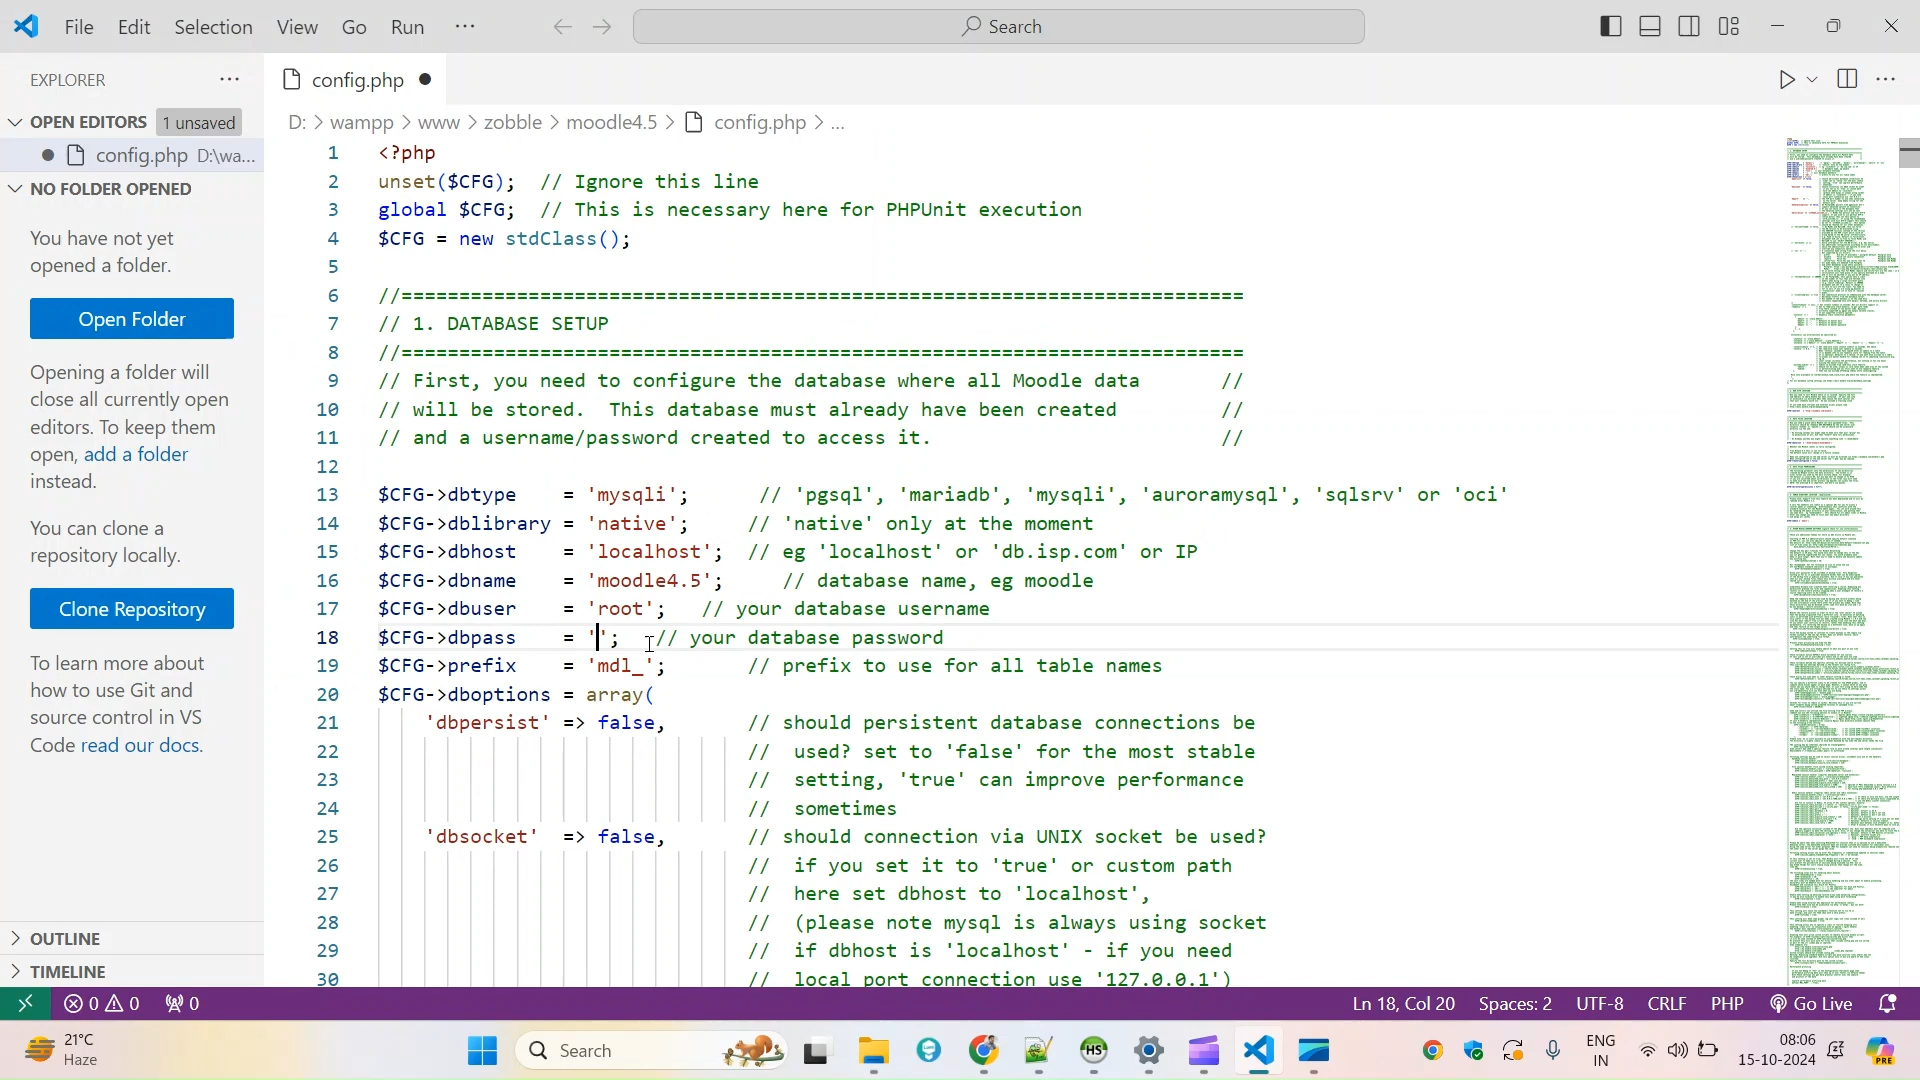 File Edit Selection View Go Run ···
Search
EXPLORER ···
config.php
OPEN EDITORS 1 unsaved
config.php D:\wa...
NO FOLDER OPENED
You have not yet
opened a folder.
Open Folder
Opening a folder will
close all currently open
editors. To keep them
open, add a folder
instead.
You can clone a
repository locally.
Clone Repository
To learn more about
how to use Git and
source control in VS
Code read our docs.
OUTLINE
TIMELINE
D: > wampp > www > zobble > moodle4.5 > config.php > ...
1 <?php
2 unset($CFG);  // Ignore this line
3 global $CFG;  // This is necessary here for PHPUnit execution
4 $CFG = new stdClass();
5
6 //=========================================================================
7 // 1. DATABASE SETUP
8 //=========================================================================
9 // First, you need to configure the database where all Moodle data       //
10 // will be stored.  This database must already have been created         //
11 // and a username/password created to access it.                         //
12
13 $CFG->dbtype    = 'mysqli';      // 'pgsql', 'mariadb', 'mysqli', 'auroramysql', 'sqlsrv' or 'oci'
14 $CFG->dblibrary = 'native';     // 'native' only at the moment
15 $CFG->dbhost    = 'localhost';  // eg 'localhost' or 'db.isp.com' or IP
16 $CFG->dbname    = 'moodle4.5';     // database name, eg moodle
17 $CFG->dbuser    = 'root';   // your database username
18 $CFG->dbpass    = '';   // your database password
19 $CFG->prefix    = 'mdl_';       // prefix to use for all table names
20 $CFG->dboptions = array(
21     'dbpersist' => false,       // should persistent database connections be
22                                 //  used? set to 'false' for the most stable
23                                 //  setting, 'true' can improve performance
24                                 //  sometimes
25     'dbsocket'  => false,       // should connection via UNIX socket be used?
26                                 //  if you set it to 'true' or custom path
27                                 //  here set dbhost to 'localhost',
28                                 //  (please note mysql is always using socket
29                                 //  if dbhost is 'localhost' - if you need
30                                 //  local port connection use '127.0.0.1')
0 0 0 Ln 18, Col 20 Spaces: 2 UTF-8 CRLF PHP Go Live
21°C
Haze
Search
HS
ENG
IN
08:06
15-10-2024
PRE